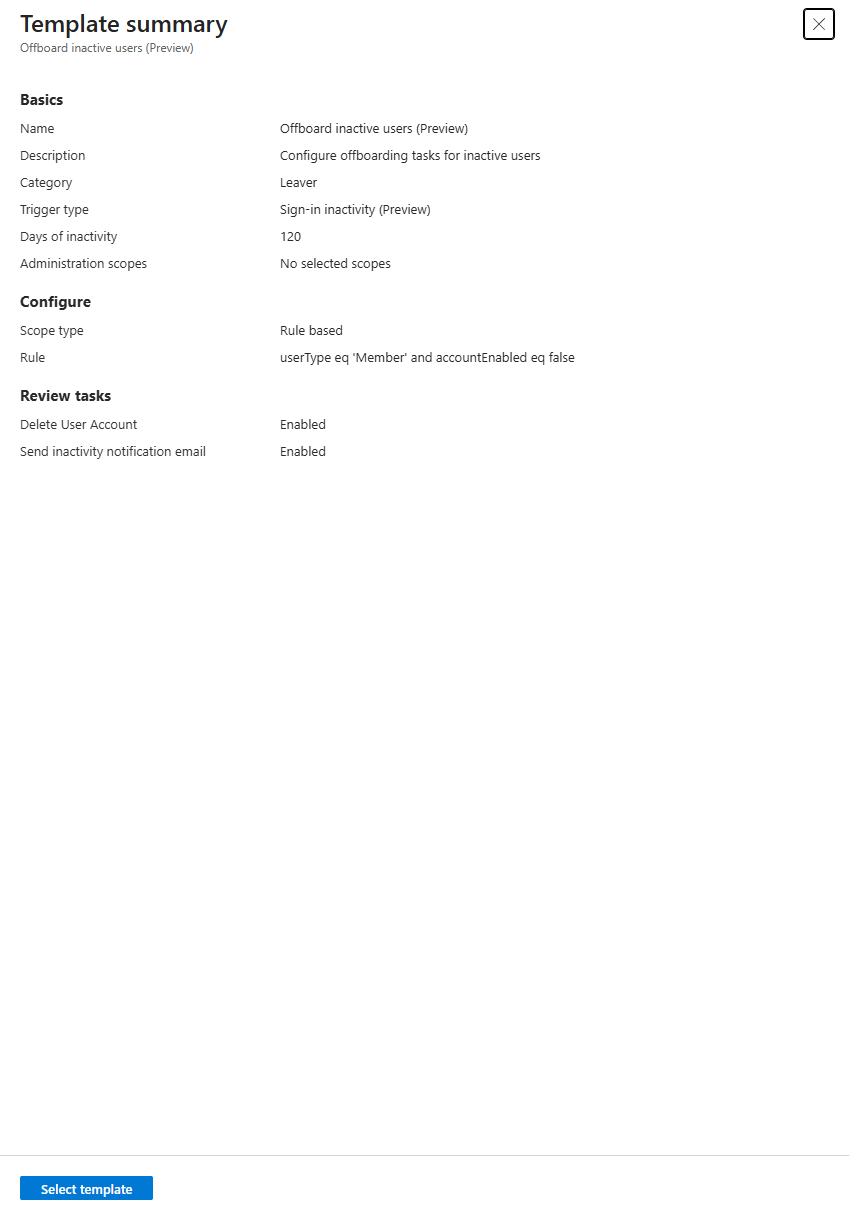 Template summary
Offboard inactive users (Preview)
Basics
Name Offboard inactive users (Preview)
Description Configure offboarding tasks for inactive users
Category Leaver
Trigger type Sign-in inactivity (Preview)
Days of inactivity 120
Administration scopes No selected scopes
Configure
Scope type Rule based
Rule userType eq 'Member' and accountEnabled eq false
Review tasks
Delete User Account Enabled
Send inactivity notification email Enabled
Select template